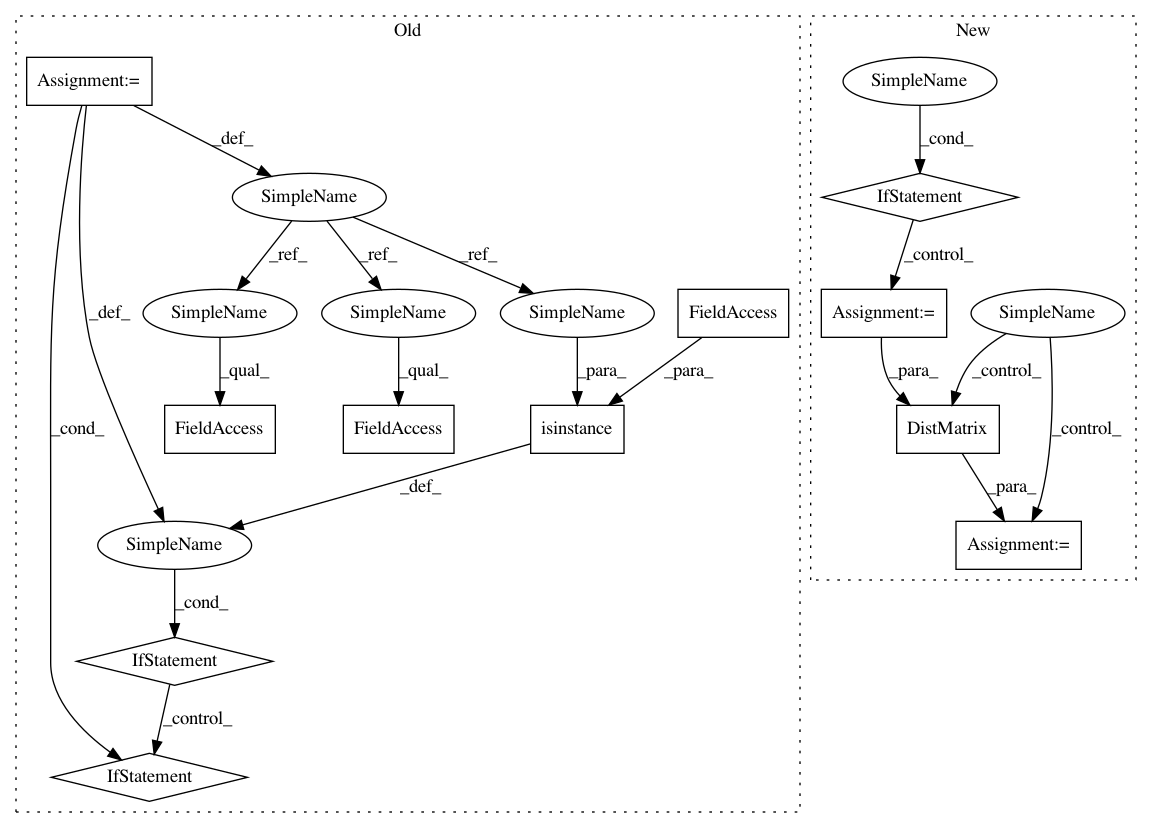 Old
New
Assignment:=
SimpleName
_def_
_cond_
SimpleName
IfStatement
_ref_
_ref_
_ref_
_control_
_def_
SimpleName
SimpleName
SimpleName
FieldAccess
Assignment:=
SimpleName
_qual_
_qual_
_para_
_para_
_para_
_control_
_cond_
FieldAccess
FieldAccess
isinstance
DistMatrix
_control_
_def_
_para_
SimpleName
Assignment:=
_cond_
IfStatement
_control_
IfStatement